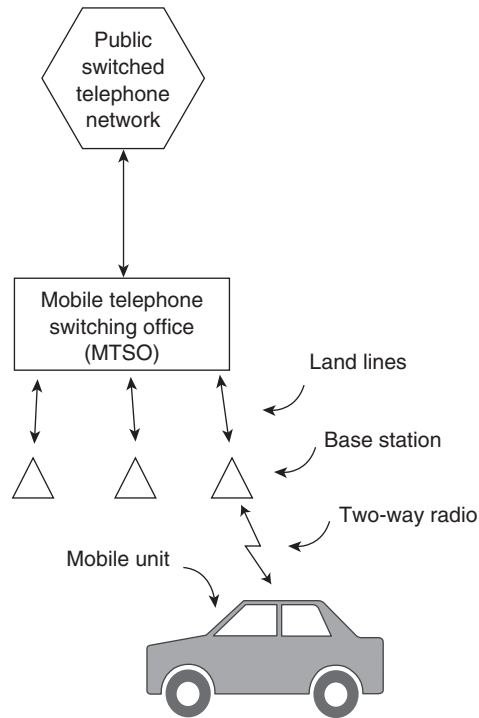 Public
switched
telephone
network
Mobile telephone
switching office
(MTSO)
Land lines
Base station
Two-way radio
Mobile unit